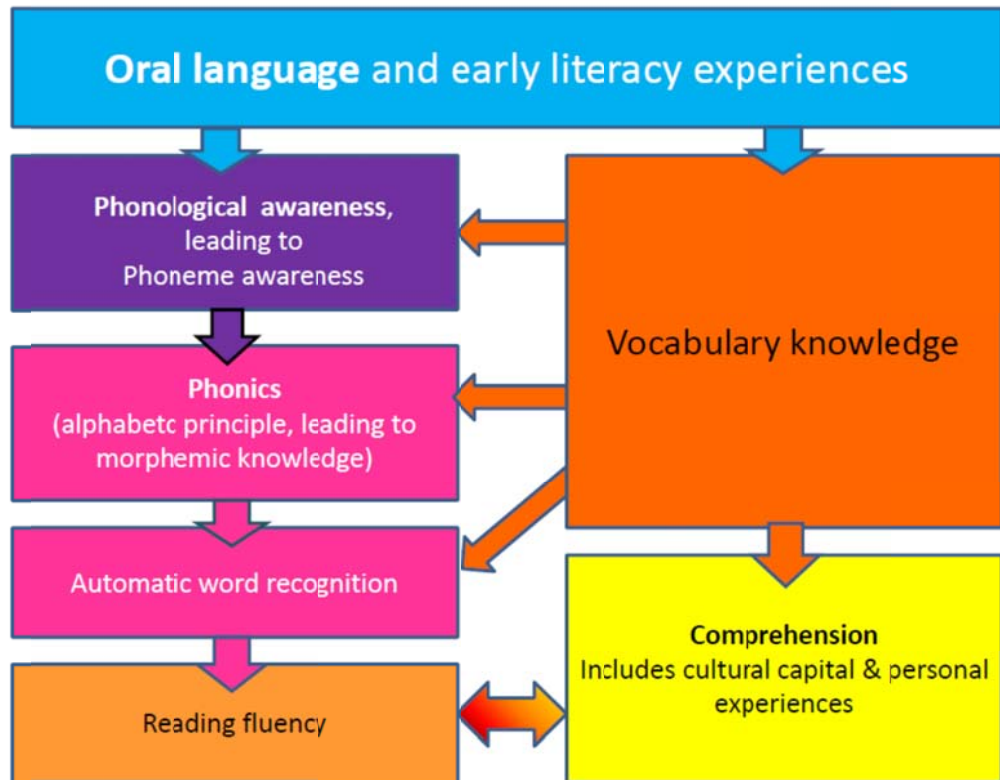 Oral language and early literacy experiences
Phonological awareness,
leading to
Phoneme awareness
Vocabulary knowledge
Phonics
(alphabetc principle, leading to
morphemic knowledge)
Automatic word recognition
Comprehension
Includes cultural capital & personal
experiences
Reading fluency